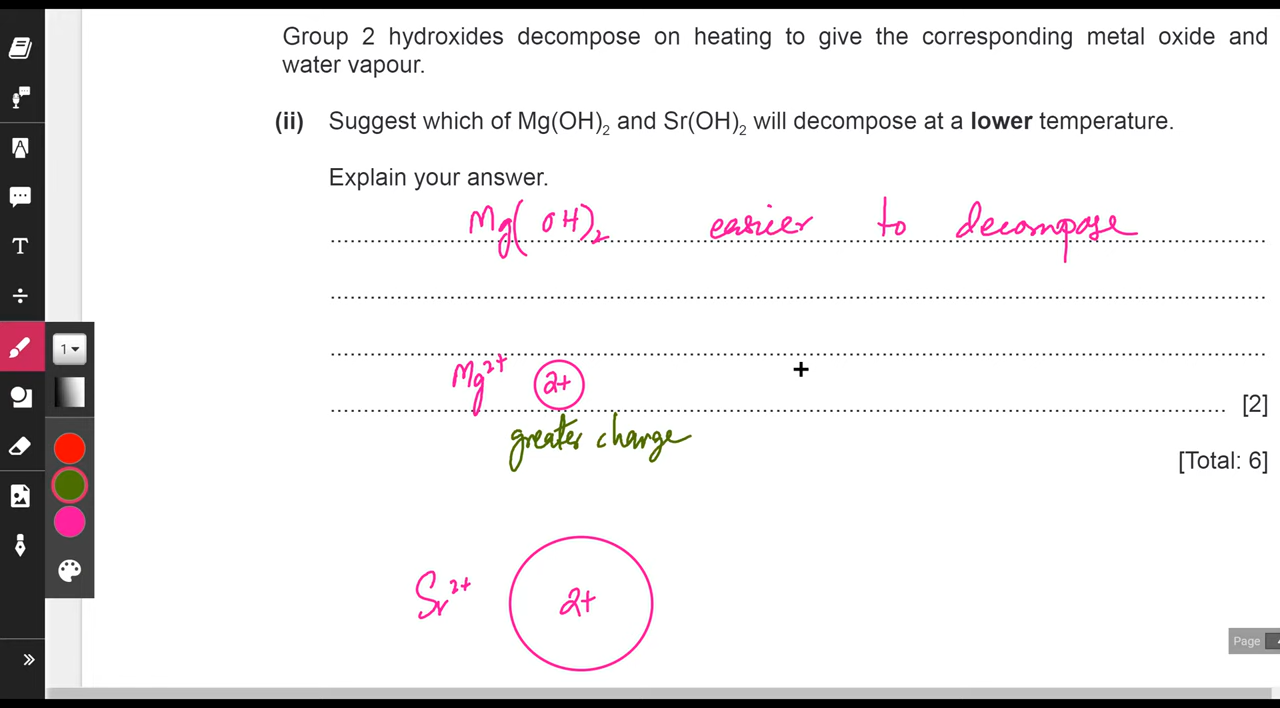 Group 2 hydroxides decompose on heating to give the corresponding metal oxide and
water vapour.
(ii) Suggest which of Mg(OH)₂ and Sr(OH)₂ will decompose at a lower temperature.
Explain your answer.
Mg(OH)₂ easier to decompose
Mg²⁺ 2+
[2]
greater charge
[Total: 6]
Sr²⁺ 2+
T
1
Page